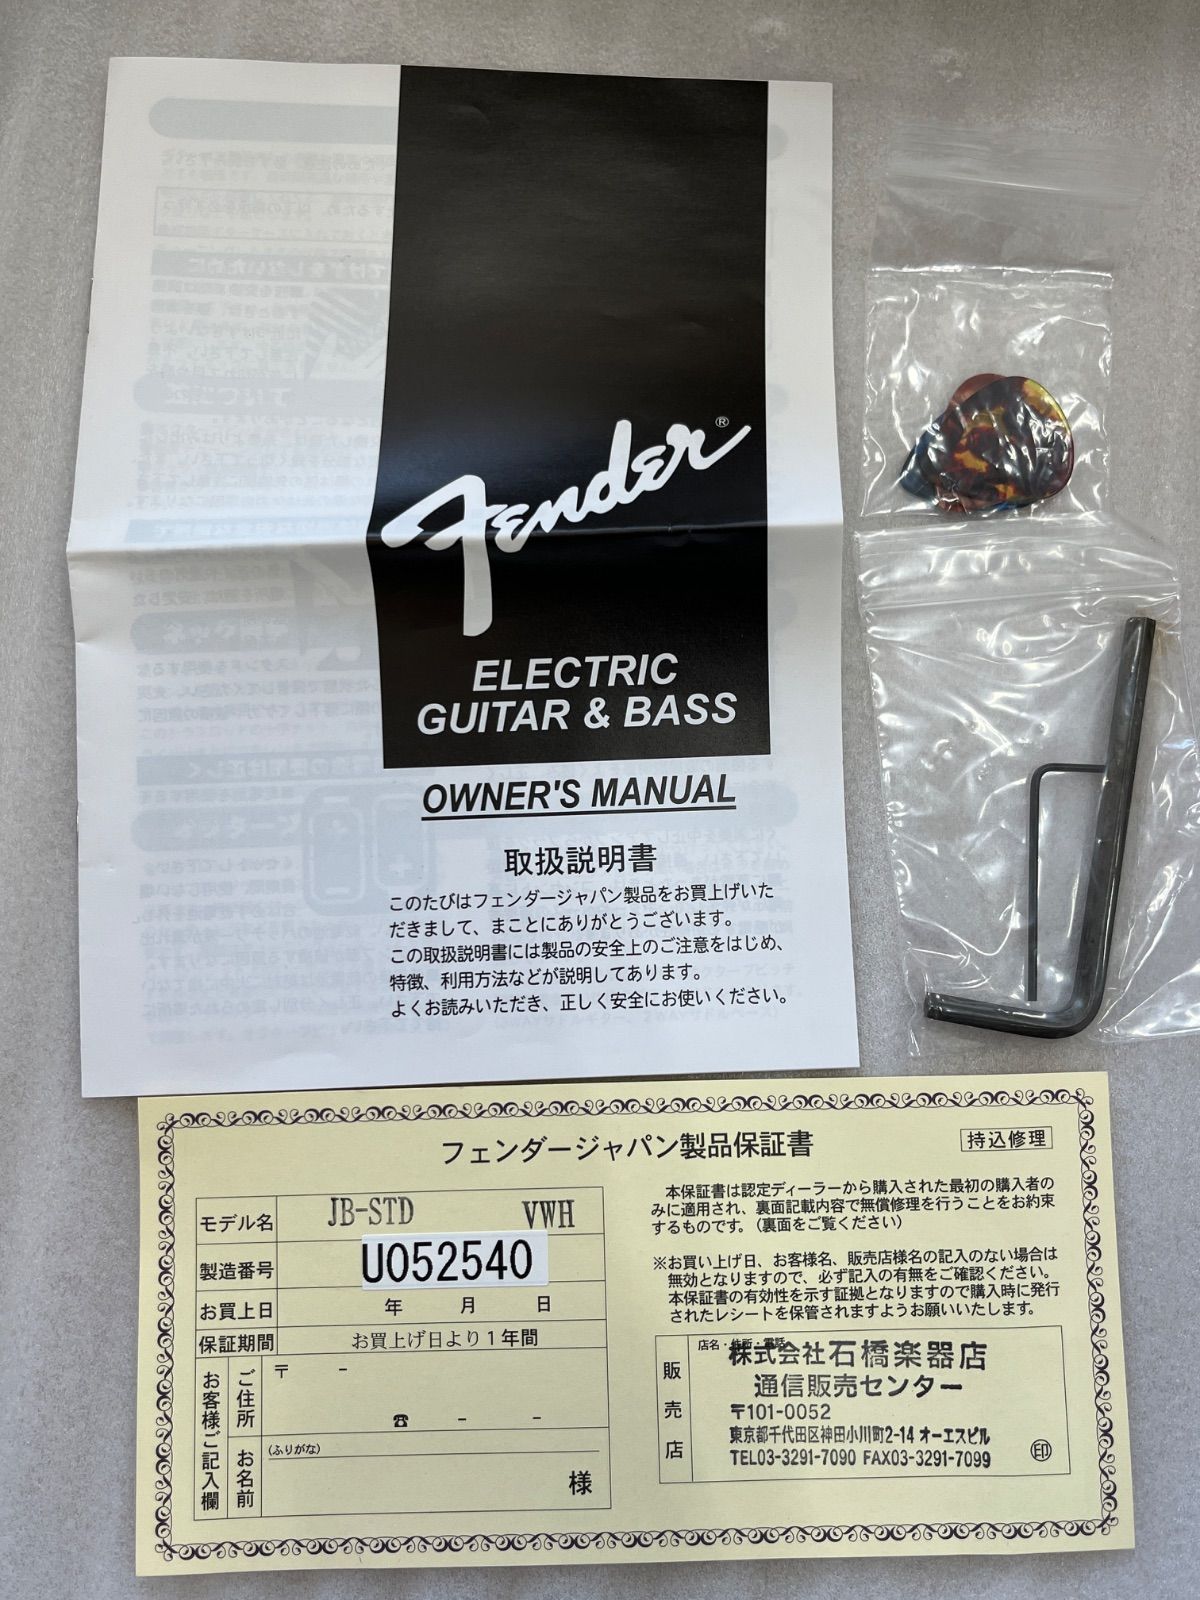 Fender®
ELECTRIC
GUITAR & BASS
OWNER'S MANUAL
取扱説明書
このたびはフェンダージャパン製品をお買上げいた
だきまして、まことにありがとうございます。
この取扱説明書には製品の安全上のご注意をはじめ、
特徴、利用方法などが説明してあります。
よくお読みいただき、正しく安全にお使いください。
フェンダージャパン製品保証書
持込修理
モデル名 JB-STD VWH
製造番号 U052540
お買上日 年 月 日
保証期間 お買上げ日より1年間
お客様ご記入欄
ご住所 〒 -
☎ - -
お名前 (ふりがな)
様
本保証書は認定ディーラーから購入された最初の購入者の
みに適用され、裏面記載内容で無償修理を行うことをお約束
するものです。(裏面をご覧ください)
※お買い上げ日、お客様名、販売店様名の記入のない場合は
無効となりますので、必ず記入の有無をご確認ください。
本保証書の有効性を示す証拠となりますので購入時に発行
されたレシートを保管されますようお願いいたします。
販売店
店名・住所・電話
株式会社石橋楽器店
通信販売センター
〒101-0052
東京都千代田区神田小川町2-14 オーエスビル
TEL03-3291-7090 FAX03-3291-7099
印